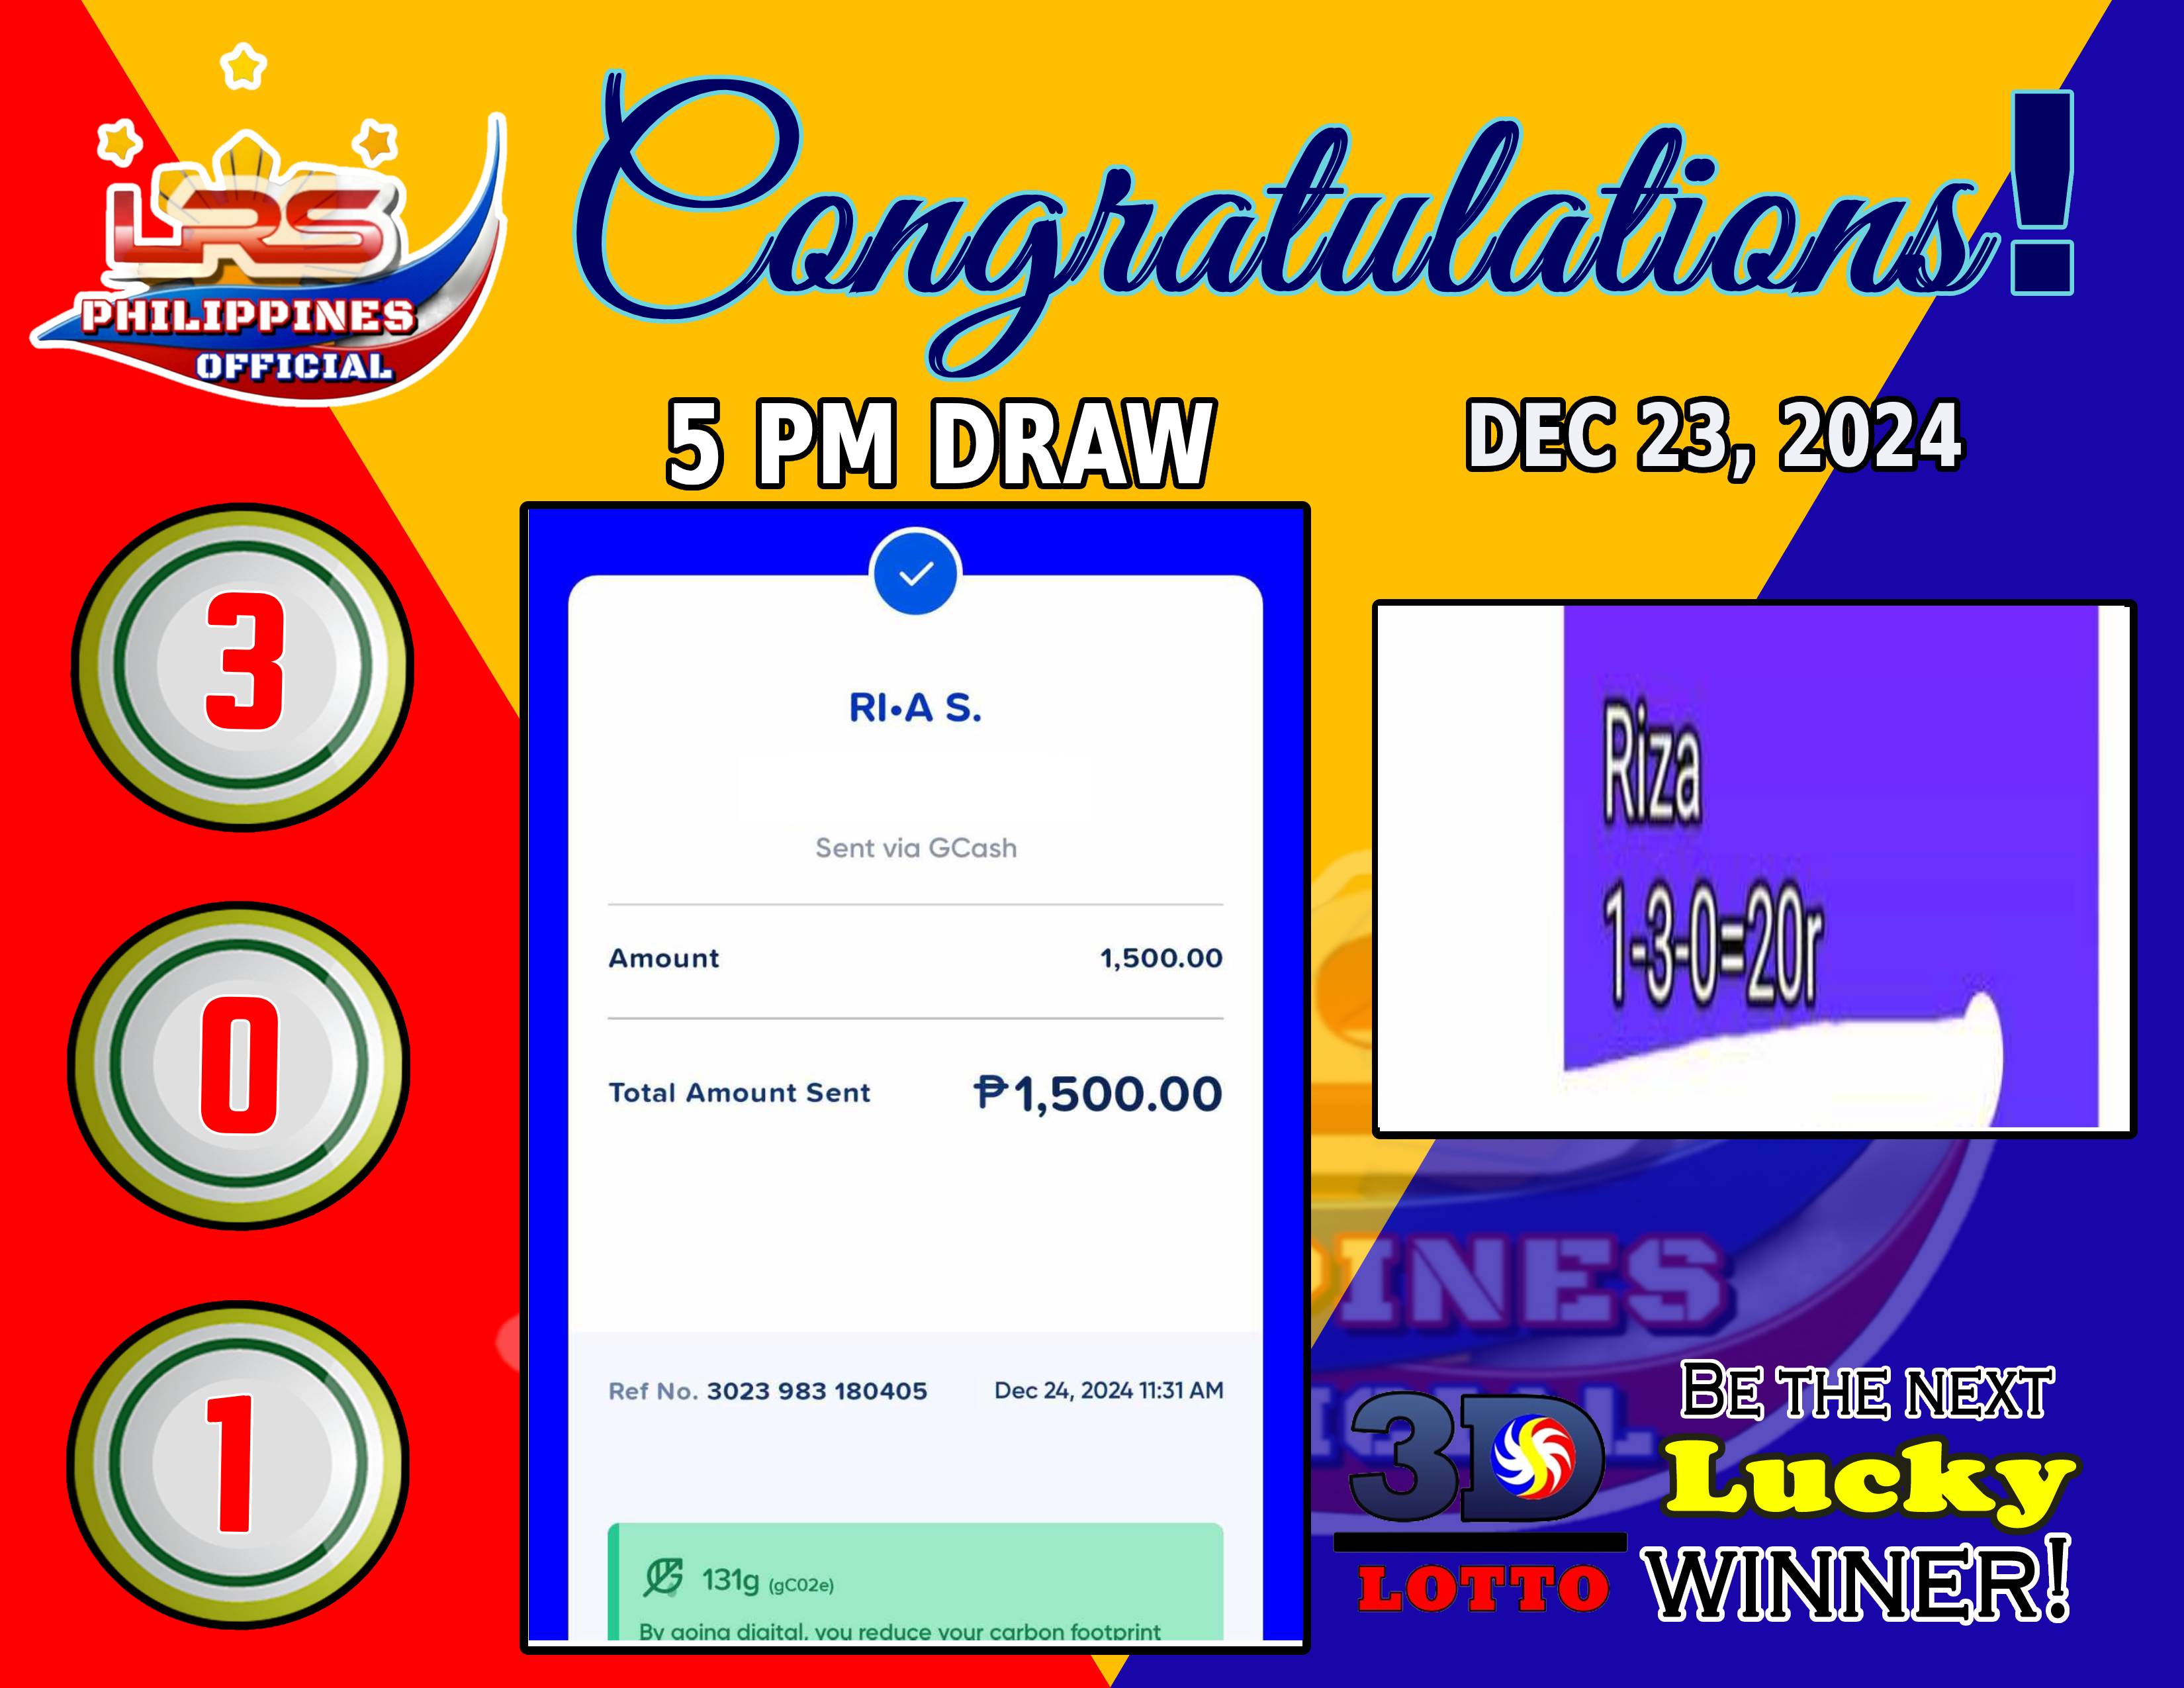 LRS
PHILIPPINES
OFFICIAL
Congratulations!
5 PM DRAW
DEC 23, 2024
3
0
1
RI•A S.
Sent via GCash
Amount 1,500.00
Total Amount Sent ₱1,500.00
Ref No. 3023 983 180405 Dec 24, 2024 11:31 AM
131g (gCO2e)
By going digital, you reduce your carbon footprint
Riza
1-3-0=20r
PINES
3D
LOTTO
BE THE NEXT
Lucky
WINNER!